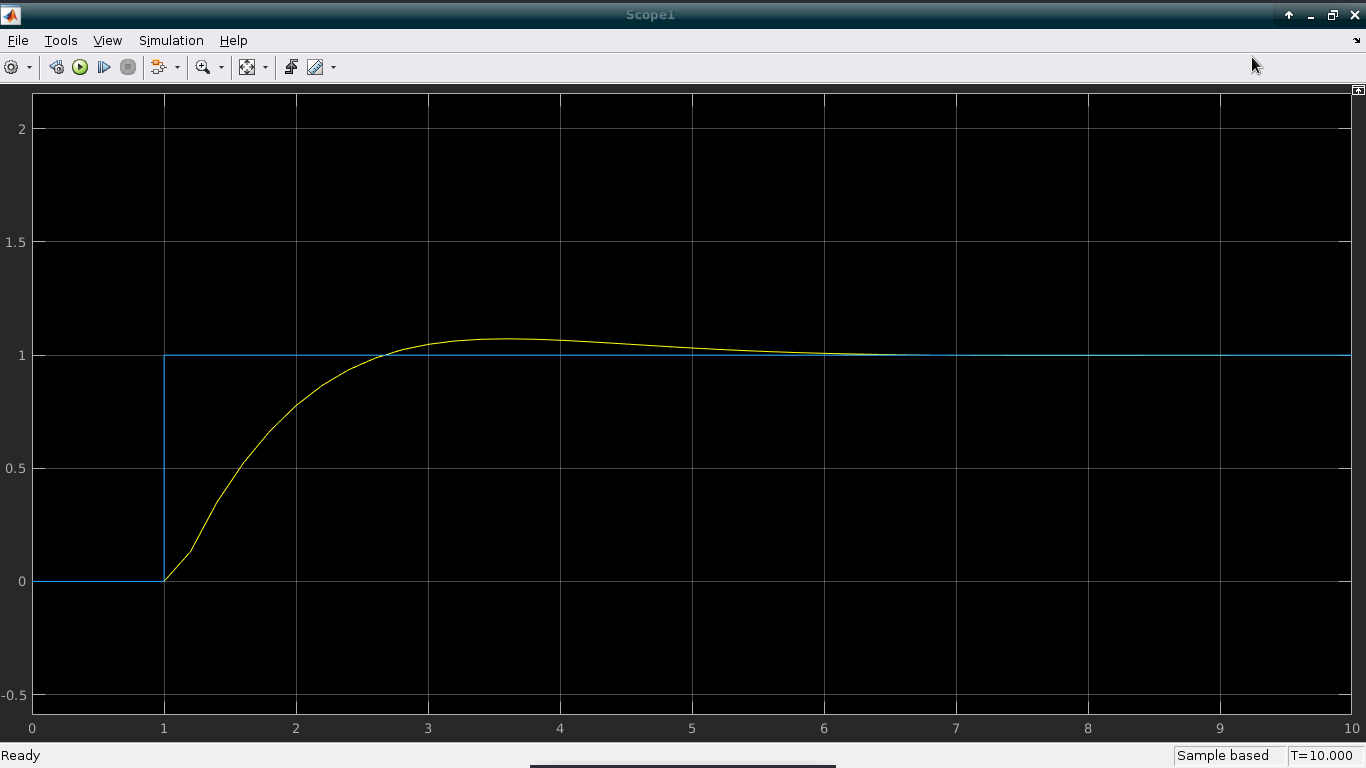 Scope1
File Tools View Simulation Help
2
1.5
1
0.5
0
-0.5
0 1 2 3 4 5 6 7 8 9 10
Ready Sample based T=10.000